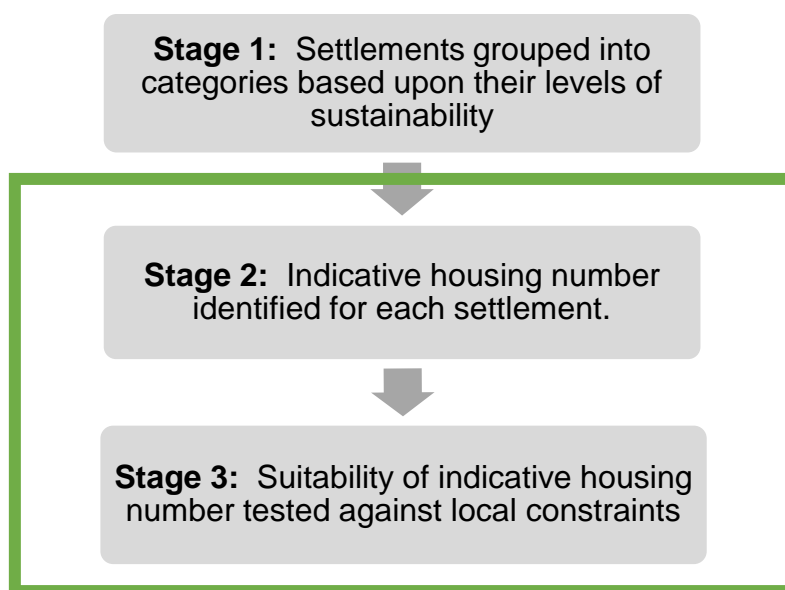 Stage 1:  Settlements grouped into
categories based upon their levels of
sustainability
Stage 2:  Indicative housing number
identified for each settlement.
Stage 3:  Suitability of indicative housing
number tested against local constraints